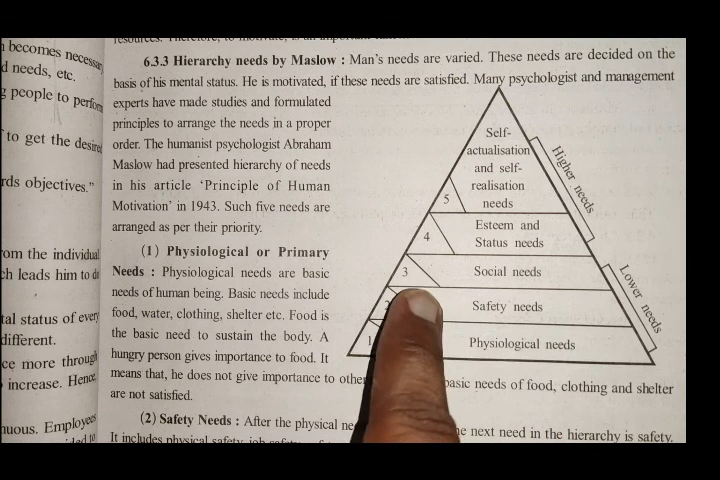 n becomes necessary
d needs, etc.
g people to perform
to get the desired
rds objectives."
rom the individual
ch leads him to
tal status of every
different.
ce more through
increase. Hence,
nuous. Employees
6.3.3 Hierarchy needs by Maslow : Man's needs are varied. These needs are decided on the
basis of his mental status. He is motivated, if these needs are satisfied. Many psychologist and management
experts have made studies and formulated
principles to arrange the needs in a proper
order. The humanist psychologist Abraham
Maslow had presented hierarchy of needs
in his article 'Principle of Human
Motivation' in 1943. Such five needs are
arranged as per their priority.
(1) Physiological or Primary
Needs : Physiological needs are basic
needs of human being. Basic needs include
food, water, clothing, shelter etc. Food is
the basic need to sustain the body. A
hungry person gives importance to food. It
means that, he does not give importance to other basic needs of food, clothing and shelter
are not satisfied.
(2) Safety Needs : After the physical the next need in the hierarchy is safety.
It includes physical safety, job
Self-
actualisation
and self-
realisation
needs
5
Esteem and
Status needs
4
Social needs
3
Safety needs
2
Physiological needs
1
Higher needs
Lower needs